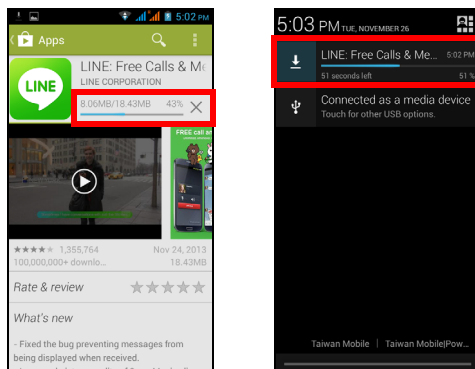 5:02 PM
Apps
LINE: Free Calls & Me
LINE CORPORATION
LINE
8.06MB/18.43MB 43%
FREE call an
1,355,764 Nov 24, 2013
100,000,000+ downlo... 18.43MB
Rate & review
What's new
- Fixed the bug preventing messages from
being displayed when received.
5:03 PM TUE, NOVEMBER 26
LINE: Free Calls & Me... 5:02 PM
51 seconds left 51 %
Connected as a media device
Touch for other USB options.
Taiwan Mobile | Taiwan Mobile|Pow...